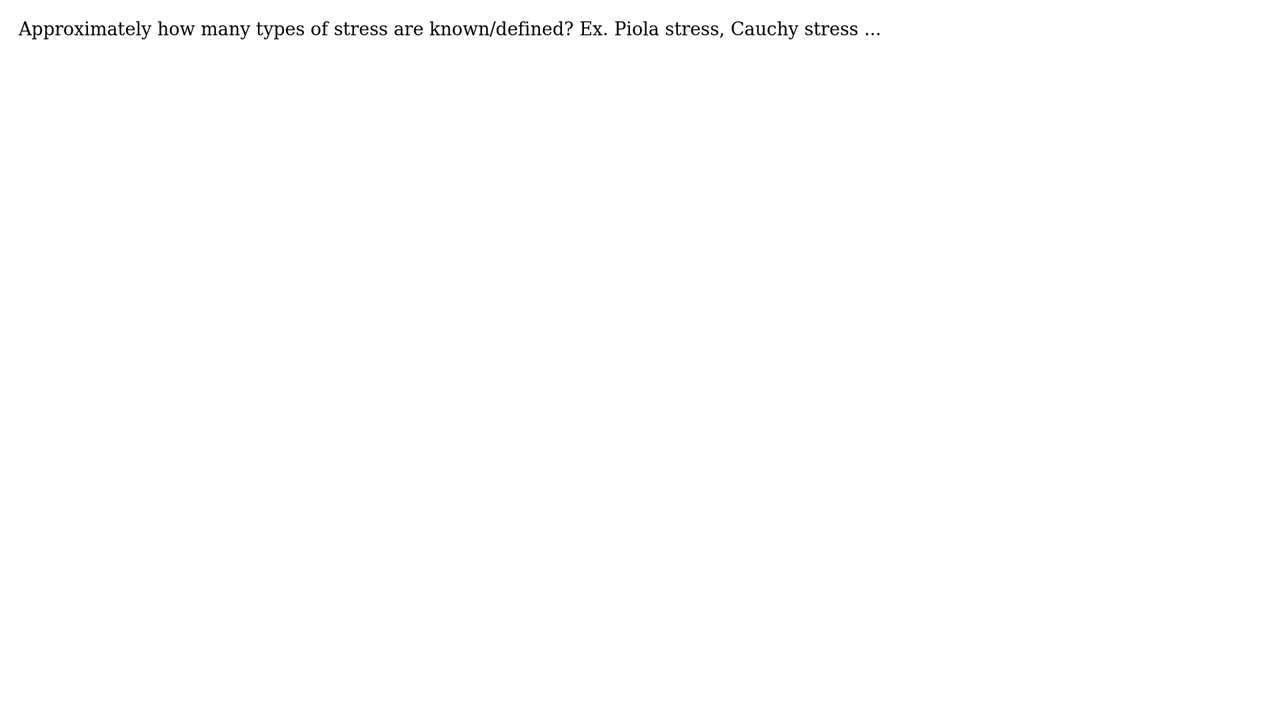 Approximately how many types of stress are known/defined? Ex. Piola stress, Cauchy stress ...